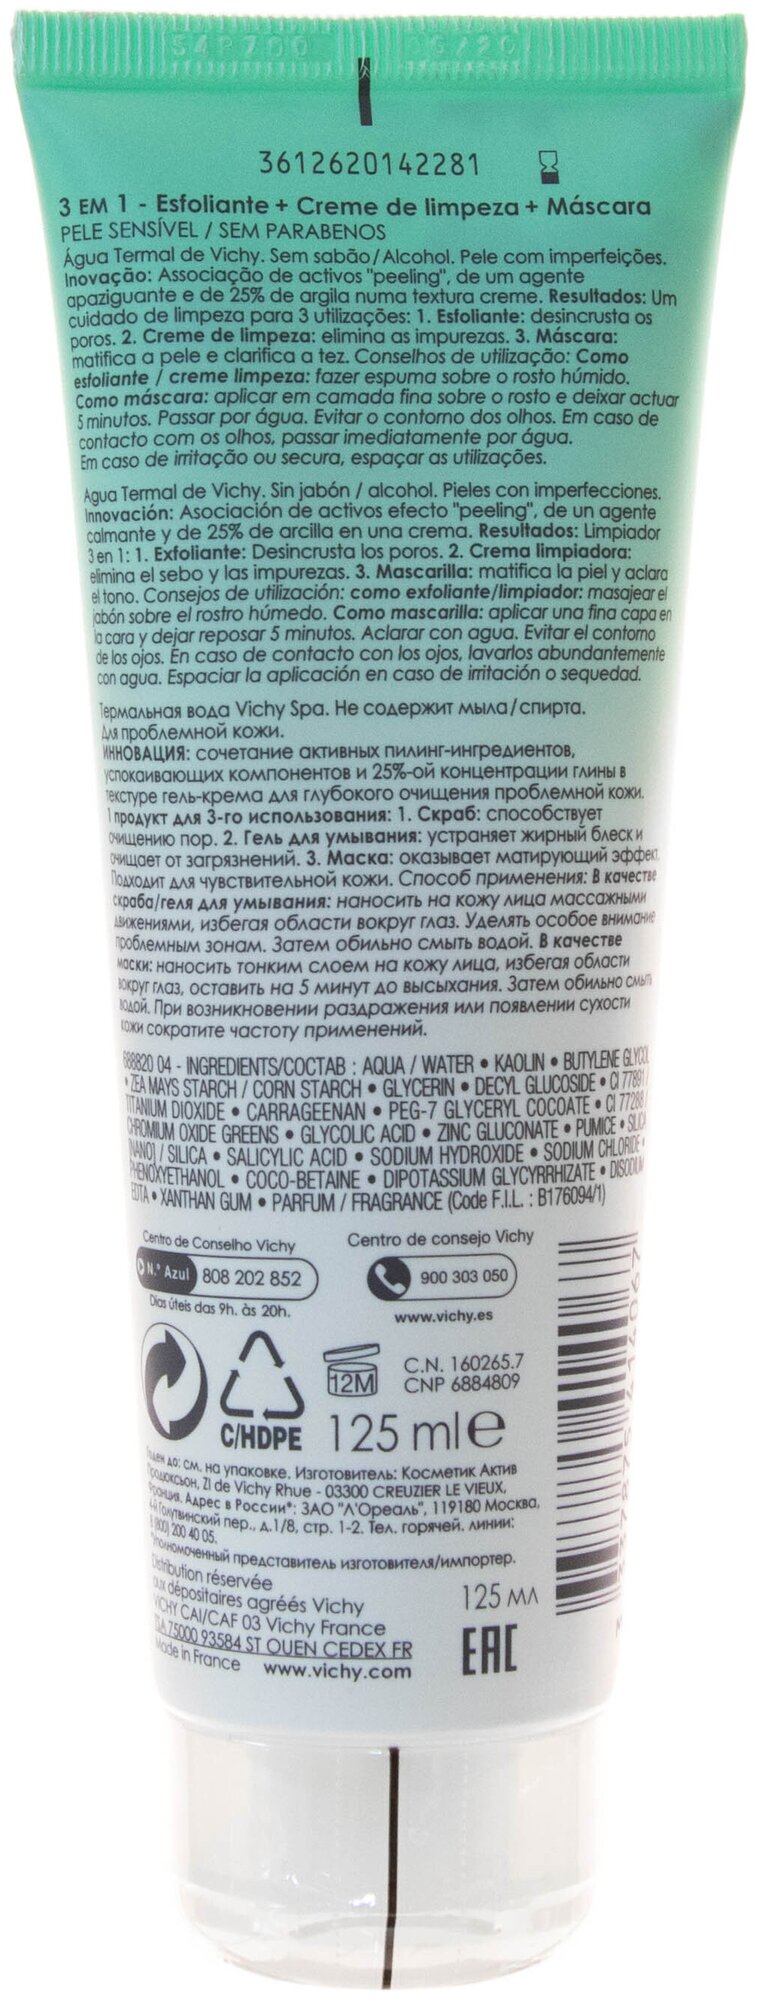 54P700 06/20
3612620142281
3 EM 1 - Esfoliante + Creme de limpeza + Máscara
PELE SENSÍVEL / SEM PARABENOS
Água Termal de Vichy. Sem sabão/Alcohol. Pele com imperfeições.
Inovação: Associação de activos "peeling", de um agente
apaziguante e de 25% de argila numa textura creme. Resultados: Um
cuidado de limpeza para 3 utilizações: 1. Esfoliante: desincrusta os
poros. 2. Creme de limpeza: elimina as impurezas. 3. Máscara:
matifica a pele e clarifica a tez. Conselhos de utilização: Como
esfoliante / creme limpeza: fazer espuma sobre o rosto húmido.
Como máscara: aplicar em camada fina sobre o rosto e deixar actuar
5 minutos. Passar por água. Evitar o contorno dos olhos. Em caso de
contacto com os olhos, passar imediatamente por água.
Em caso de irritação ou secura, espaçar as utilizações.
Agua Termal de Vichy. Sin jabón / alcohol. Pieles con imperfecciones.
Innovación: Asociación de activos efecto "peeling", de un agente
calmante y de 25% de arcilla en una crema. Resultados: Limpiador
3 en 1: 1. Exfoliante: Desincrusta los poros. 2. Crema limpiadora:
elimina el sebo y las impurezas. 3. Mascarilla: matifica la piel y aclara
el tono. Consejos de utilización: como exfoliante/limpiador: masajear el
jabón sobre el rostro húmedo. Como mascarilla: aplicar una fina capa en
la cara y dejar reposar 5 minutos. Aclarar con agua. Evitar el contorno
de los ojos. En caso de contacto con los ojos, lavarlos abundantemente
con agua. Espaciar la aplicación en caso de irritación o sequedad.
Термальная вода Vichy Spa. Не содержит мыла/спирта.
Для проблемной кожи.
ИННОВАЦИЯ: сочетание активных пилинг-ингредиентов,
успокаивающих компонентов и 25%-ой концентрации глины в
текстуре гель-крема для глубокого очищения проблемной кожи.
1 продукт для 3-го использования: 1. Скраб: способствует
очищению пор. 2. Гель для умывания: устраняет жирный блеск и
очищает от загрязнений. 3. Маска: оказывает матирующий эффект.
Подходит для чувствительной кожи. Способ применения: В качестве
скраба/геля для умывания: наносить на кожу лица массажными
движениями, избегая области вокруг глаз. Уделять особое внимание
проблемным зонам. Затем обильно смыть водой. В качестве
маски: наносить тонким слоем на кожу лица, избегая области
вокруг глаз, оставить на 5 минут до высыхания. Затем обильно смыть
водой. При возникновении раздражения или появлении сухости
кожи сократите частоту применений.
688820 04 - INGREDIENTS/СОСТАВ : AQUA / WATER • KAOLIN • BUTYLENE GLYCOL
• ZEA MAYS STARCH / CORN STARCH • GLYCERIN • DECYL GLUCOSIDE • CI 77891 /
TITANIUM DIOXIDE • CARRAGEENAN • PEG-7 GLYCERYL COCOATE • CI 77288 /
CHROMIUM OXIDE GREENS • GLYCOLIC ACID • ZINC GLUCONATE • PUMICE • SILICA
[NANO] / SILICA • SALICYLIC ACID • SODIUM HYDROXIDE • SODIUM CHLORIDE •
PHENOXYETHANOL • COCO-BETAINE • DIPOTASSIUM GLYCYRRHIZATE • DISODIUM
EDTA • XANTHAN GUM • PARFUM / FRAGRANCE (Code F.I.L. : B176094/1)
Centro de Conselho Vichy
N.º Azul 808 202 852
Dias úteis das 9h. às 20h.
Centro de consejo Vichy
900 303 050
www.vichy.es
C/HDPE
12M
C.N. 160265.7
CNP 6884809
125 ml e
Годен до: см. на упаковке. Изготовитель: Косметик Актив
Продюксьон, ZI de Vichy Rhue - 03300 CREUZIER LE VIEUX,
Франция. Адрес в России*: ЗАО "Л'Ореаль", 119180 Москва,
4-й Голутвинский пер., д.1/8, стр. 1-2. Тел. горячей. линии:
8 (800) 200 40 05.
*Уполномоченный представитель изготовителя/импортер.
Distribution réservée
aux dépositaires agréés Vichy
VICHY CAI/CAF 03 Vichy France
TSA 75000 93584 ST OUEN CEDEX FR
Made in France www.vichy.com
125 мл
EAC